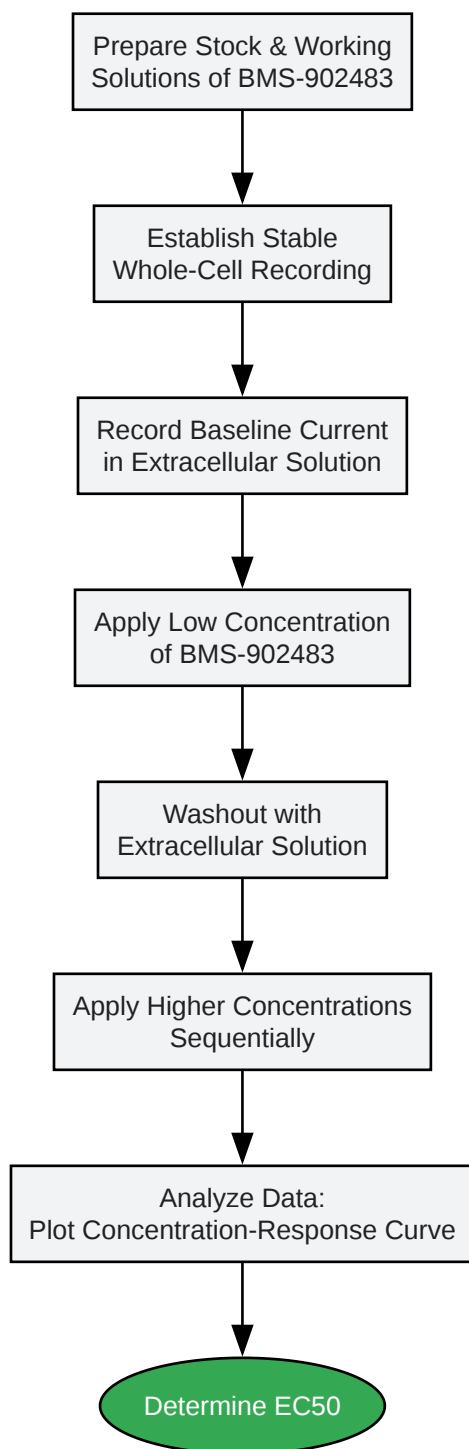 Prepare Stock & Working
Solutions of BMS-902483
Establish Stable
Whole-Cell Recording
Record Baseline Current
in Extracellular Solution
Apply Low Concentration
of BMS-902483
Washout with
Extracellular Solution
Apply Higher Concentrations
Sequentially
Analyze Data:
Plot Concentration-Response Curve
Determine EC50